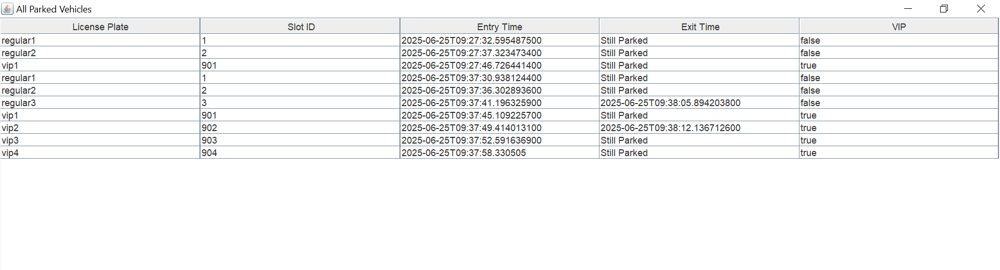 All Parked Vehicles
License Plate Slot ID Entry Time Exit Time VIP
regular1 1 2025-06-25T09:27:32.595487500 Still Parked false
regular2 2 2025-06-25T09:27:37.323473400 Still Parked false
vip1 901 2025-06-25T09:27:46.726441400 Still Parked true
regular1 1 2025-06-25T09:37:30.938124400 Still Parked false
regular2 2 2025-06-25T09:37:36.302893600 Still Parked false
regular3 3 2025-06-25T09:37:41.196325900 2025-06-25T09:38:05.894203800 false
vip1 901 2025-06-25T09:37:45.109225700 Still Parked true
vip2 902 2025-06-25T09:37:49.414013100 2025-06-25T09:38:12.136712600 true
vip3 903 2025-06-25T09:37:52.591636900 Still Parked true
vip4 904 2025-06-25T09:37:58.330505 Still Parked true